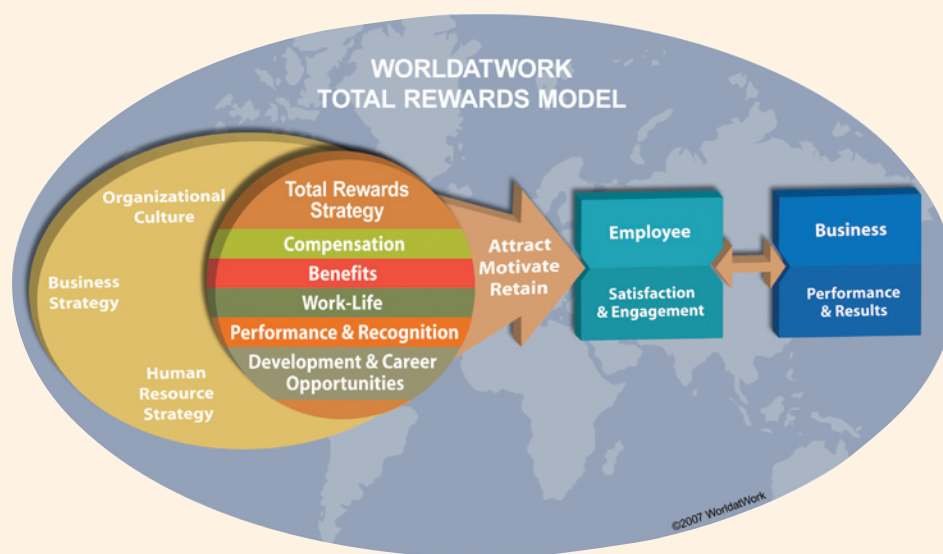 WORLDATWORK
TOTAL REWARDS MODEL
Organizational
Culture
Business
Strategy
Human
Resource
Strategy
Total Rewards
Strategy
Compensation
Benefits
Work-Life
Performance & Recognition
Development & Career
Opportunities
Attract
Motivate
Retain
Employee
Satisfaction
& Engagement
Business
Performance
& Results
©2007 WorldatWork